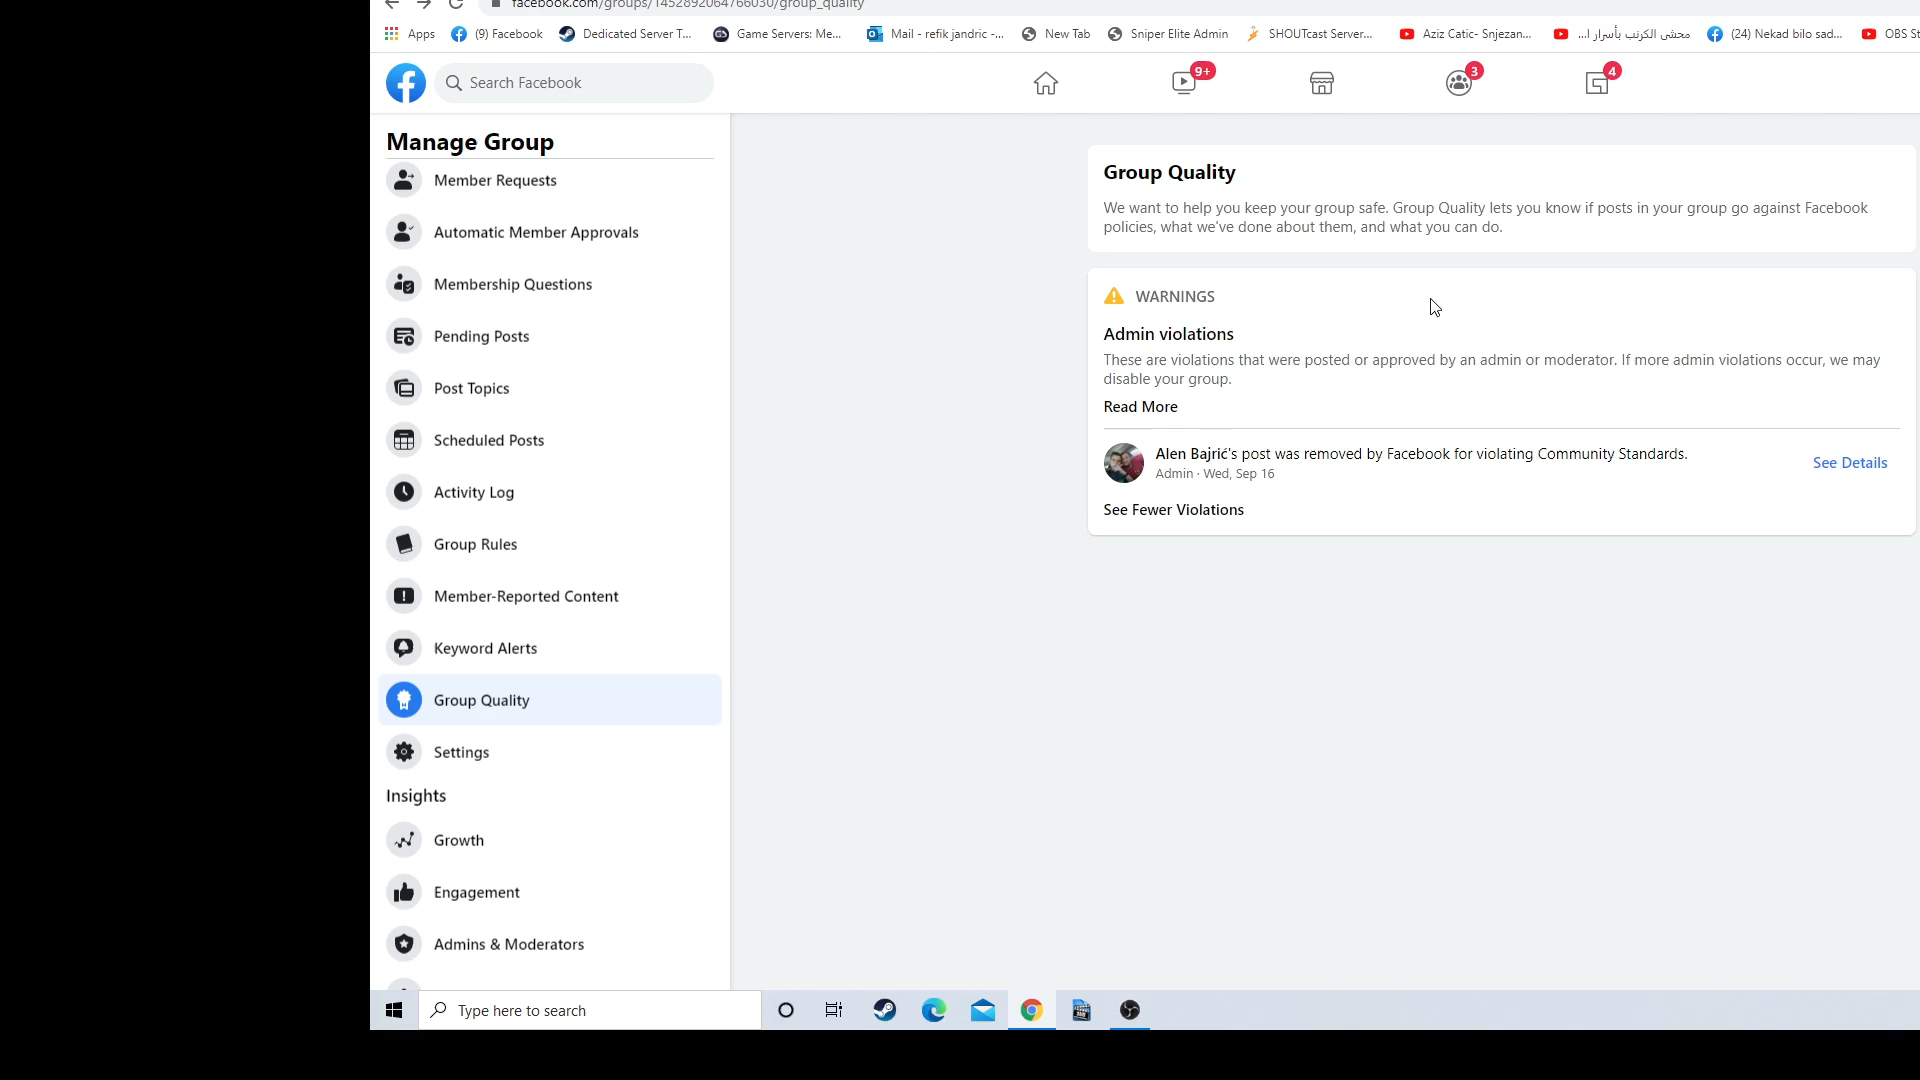 facebook.com/groups/1452892064766030/group_quality
Apps (9) Facebook Dedicated Server T... Game Servers: Me... Mail - refik jandric -... New Tab Sniper Elite Admin SHOUTcast Server... Aziz Catic- Snjezan... محشي الكرنب بأسرار ا... (24) Nekad bilo sad... OBS St
Search Facebook 9+ 3 4
Manage Group
Member Requests
Automatic Member Approvals
Membership Questions
Pending Posts
Post Topics
Scheduled Posts
Activity Log
Group Rules
Member-Reported Content
Keyword Alerts
Group Quality
Settings
Insights
Growth
Engagement
Admins & Moderators
Group Quality
We want to help you keep your group safe. Group Quality lets you know if posts in your group go against Facebook
policies, what we've done about them, and what you can do.
WARNINGS
Admin violations
These are violations that were posted or approved by an admin or moderator. If more admin violations occur, we may
disable your group.
Read More
Alen Bajrić's post was removed by Facebook for violating Community Standards.
Admin · Wed, Sep 16
See Details
See Fewer Violations
Type here to search